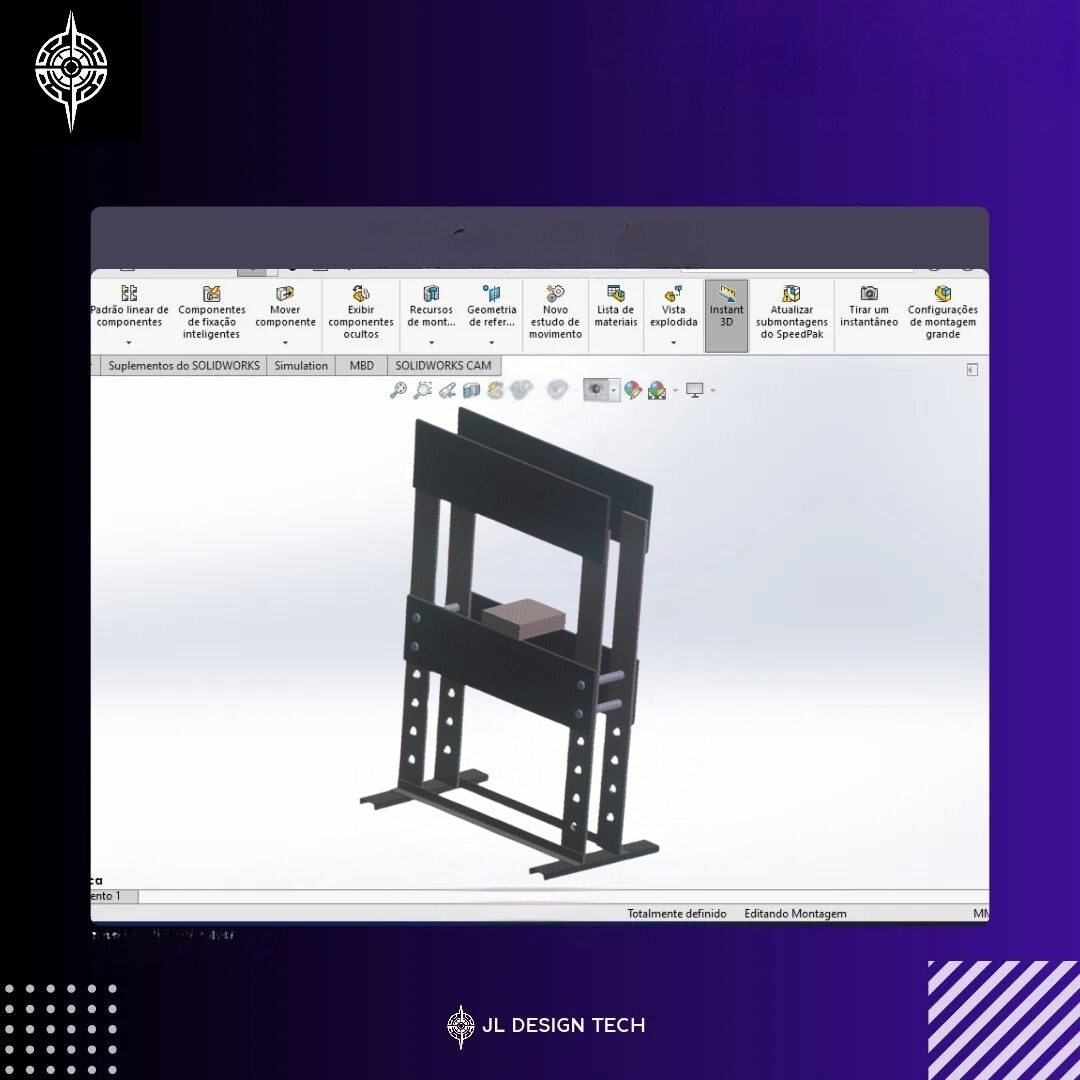 Padrão linear de
componentes
Componentes
de fixação
inteligentes
Mover
componente
Exibir
componentes
ocultos
Recursos
de mont...
Geometria
de refer...
Novo
estudo de
movimento
Lista de
materiais
Vista
explodida
Instant
3D
Atualizar
submontagens
do SpeedPak
Tirar um
instantâneo
Configurações
de montagem
grande
Suplementos do SOLIDWORKS
Simulation
MBD
SOLIDWORKS CAM
ca
ento 1
Totalmente definido
Editando Montagem
JL DESIGN TECH